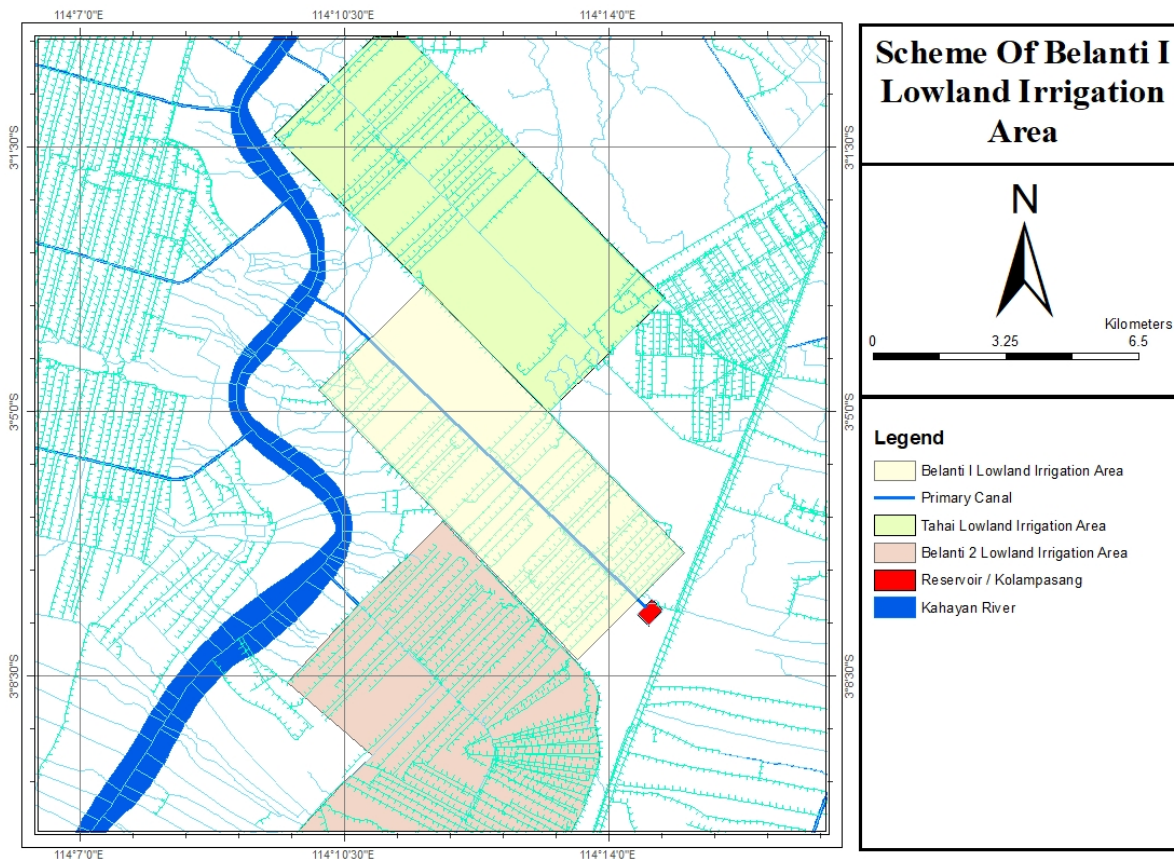 114°7'0"E
114°10'30"E
114°14'0"E
3°1'30"S
3°1'30"S
3°5'0"S
3°5'0"S
3°8'30"S
3°8'30"S
114°7'0"E
114°10'30"E
114°14'0"E
Scheme Of Belanti I
Lowland Irrigation
Area
N
Kilometers
0 3.25 6.5
Legend
Belanti I Lowland Irrigation Area
Primary Canal
Tahai Lowland Irrigation Area
Belanti 2 Lowland Irrigation Area
Reservoir / Kolampasang
Kahayan River